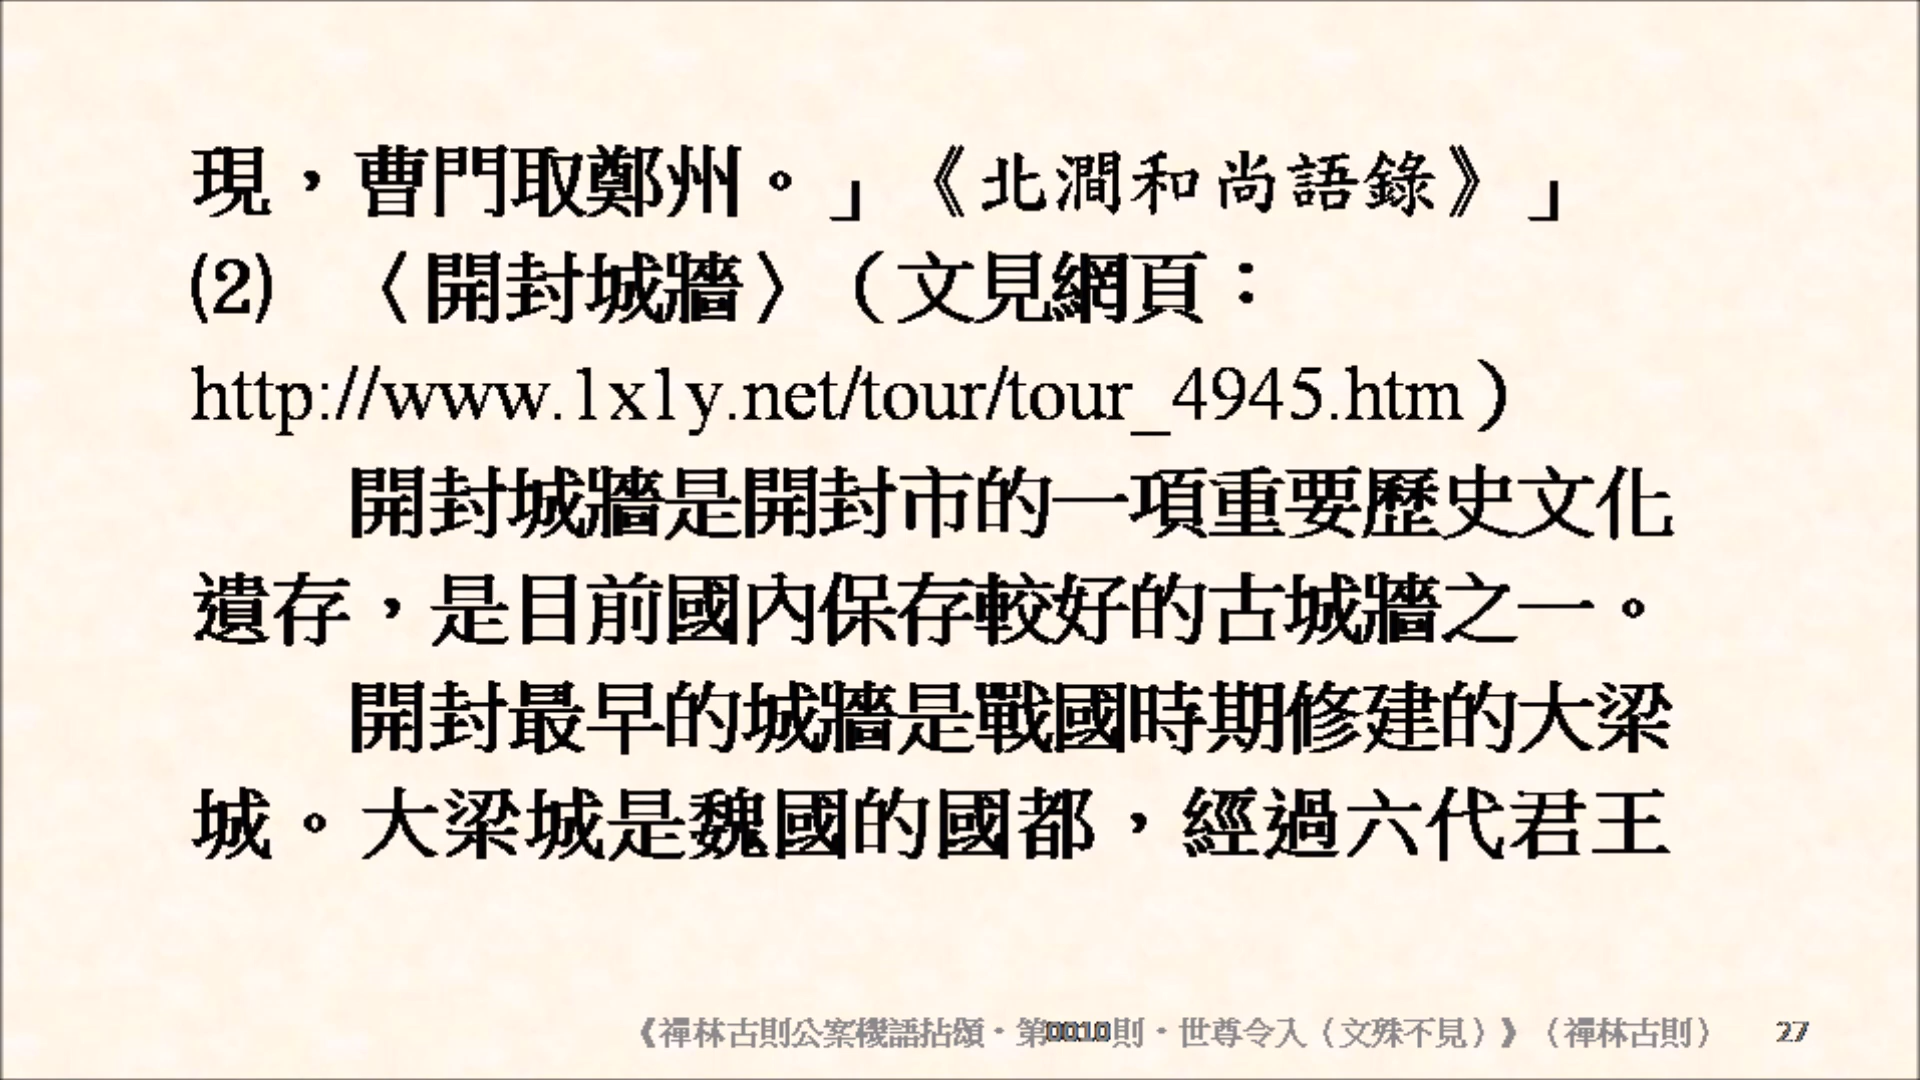 現，曹門取鄭州。」《北澗和尚語錄》」
(2)　〈開封城牆〉（文見網頁：
http://www.1x1y.net/tour/tour_4945.htm）
開封城牆是開封市的一項重要歷史文化
遺存，是目前國內保存較好的古城牆之一。
開封最早的城牆是戰國時期修建的大梁
城。大梁城是魏國的國都，經過六代君王
《禪林古則公案機語拈頌‧第0010則‧世尊令入（文殊不見）》（禪林古則） 27